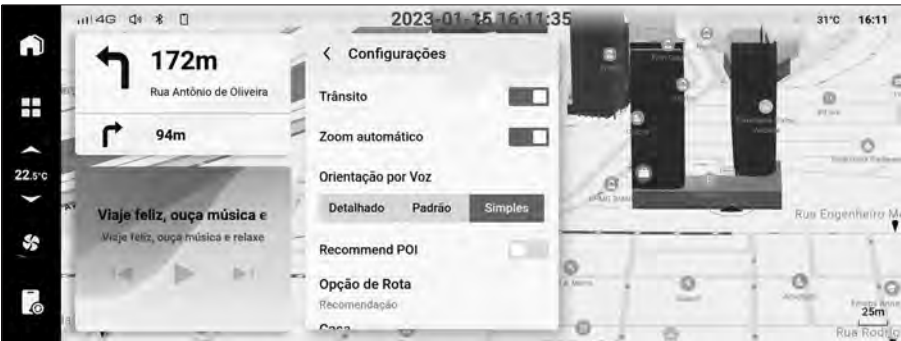 4G
2023-01-15 16:11:35
31°C 16:11
172m
Rua Antônio de Oliveira
94m
22.5°C
Viaje feliz, ouça música e
Viaje feliz, ouça música e relaxe
Configurações
Trânsito
Zoom automático
Orientação por Voz
Detalhado Padrão Simples
Recommend POI
Opção de Rota
Recomendação
Casa
Rua Engenheiro M
25m
Rua Rodrig